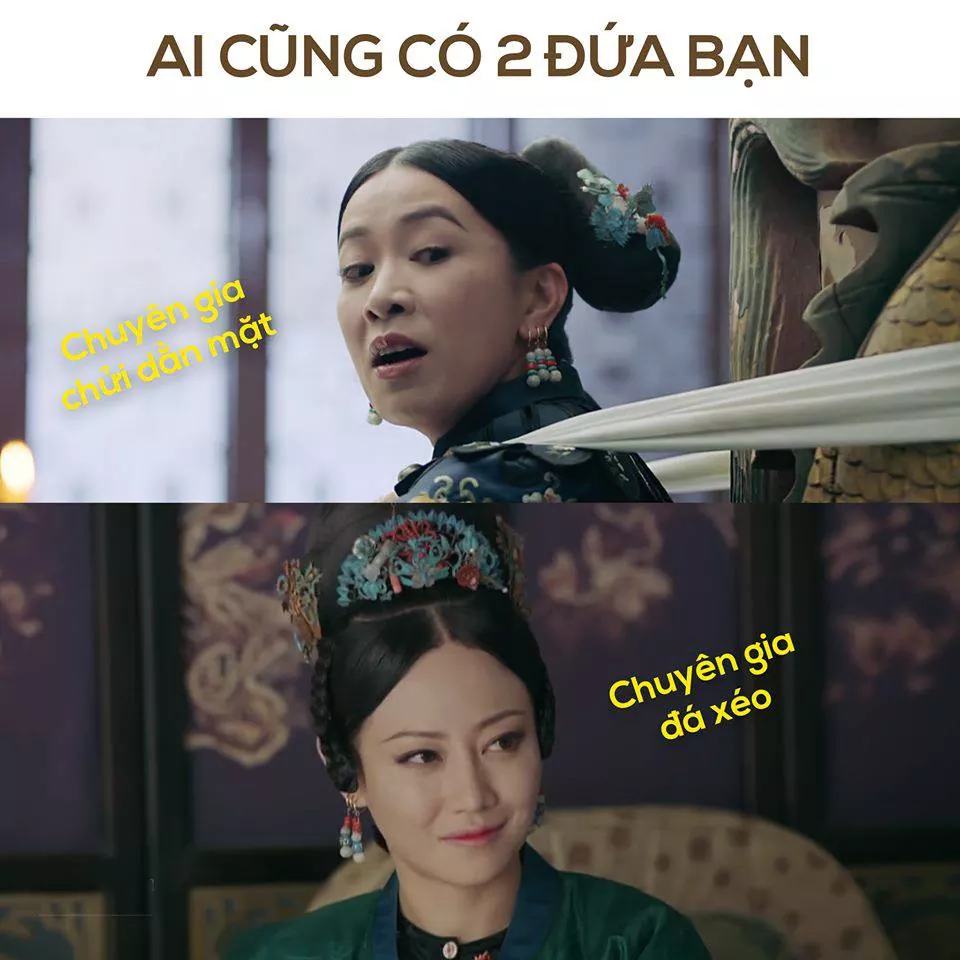 AI CŨNG CÓ 2 ĐỨA BẠN
Chuyên gia
chửi dằn mặt
Chuyên gia
đá xéo